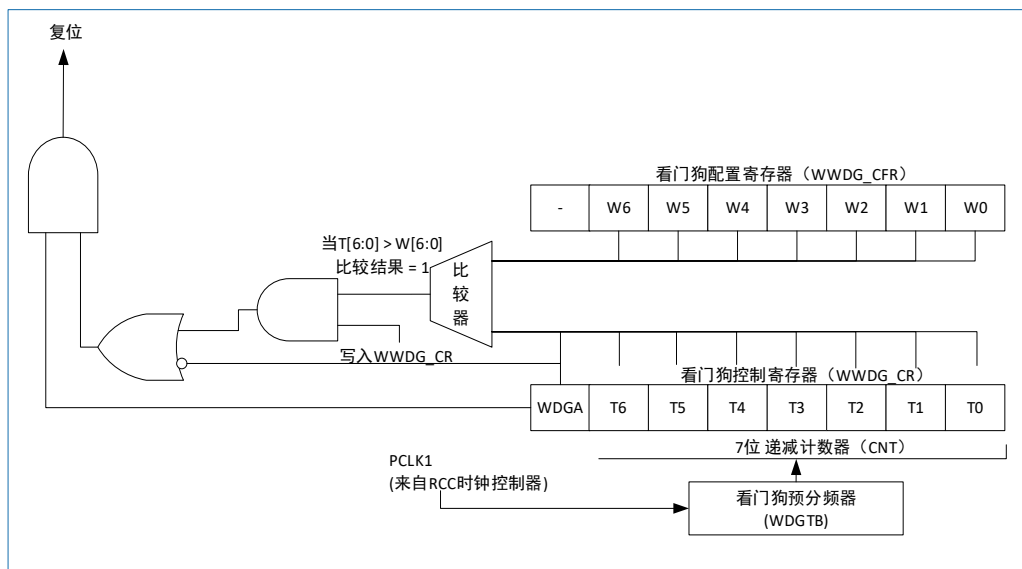 复位
看门狗配置寄存器（WWDG_CFR）
- W6 W5 W4 W3 W2 W1 W0
当T[6:0] > W[6:0]
比较结果 = 1
比较器
写入WWDG_CR
看门狗控制寄存器（WWDG_CR）
WDGA T6 T5 T4 T3 T2 T1 T0
7位 递减计数器（CNT）
PCLK1
(来自RCC时钟控制器)
看门狗预分频器
(WDGTB)